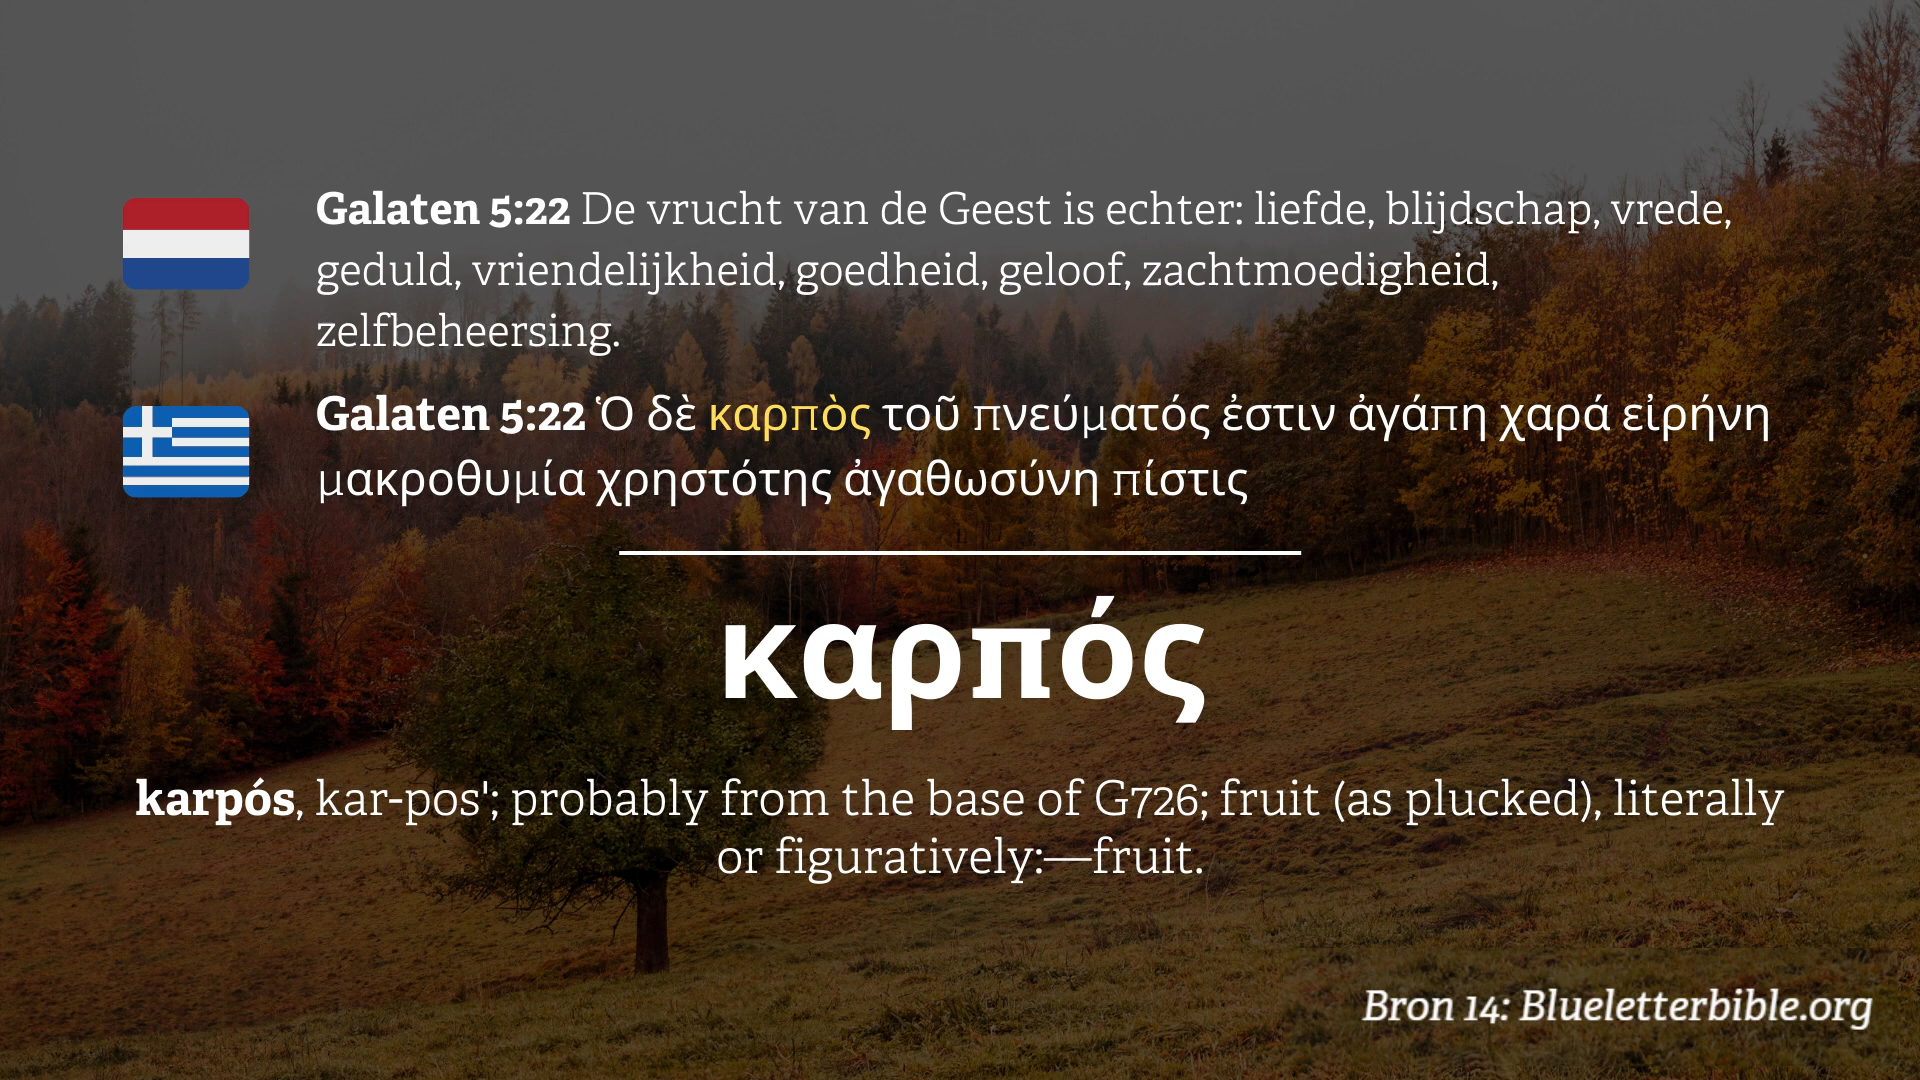 Galaten 5:22 De vrucht van de Geest is echter: liefde, blijdschap, vrede,
geduld, vriendelijkheid, goedheid, geloof, zachtmoedigheid,
zelfbeheersing.
Galaten 5:22 Ὁ δὲ καρπὸς τοῦ πνεύματός ἐστιν ἀγάπη χαρά εἰρήνη
μακροθυμία χρηστότης ἀγαθωσύνη πίστις
καρπός
karpós, kar-pos'; probably from the base of G726; fruit (as plucked), literally
or figuratively:—fruit.
Bron 14: Blueletterbible.org